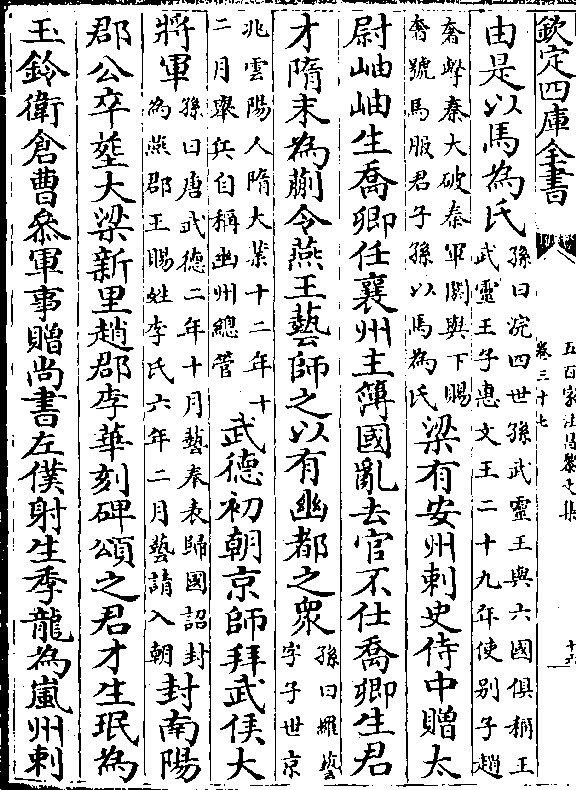 欽定四庫全書
五百家注昌黎文集
卷三十七
十六
由是以馬為氏
孫曰浣四世孫武靈王與六國俱稱王
武靈王子惠文王二十九年使别子趙
奢擊秦大破秦軍閼與下賜
奢號馬服君子孫以馬為氏
梁有安州刺史侍中贈太
尉岫岫生喬卿任襄州主簿國亂去官不仕喬卿生君
才隋末為蒯令燕王藝師之以有幽都之衆
孫曰羅藝
字子世京
兆雲陽人隋大業十二年十
二月舉兵自稱幽州總管
武德初朝京師拜武侯大
將軍
孫曰唐武德二年十月藝奉表歸國詔封
為燕郡王賜姓李氏六年二月藝請入朝
封南陽
郡公卒塟大梁新里趙郡李華刻碑頌之君才生珉為
玉鈐衛倉曹叅軍事贈尚書左僕射生季龍為嵐州刺